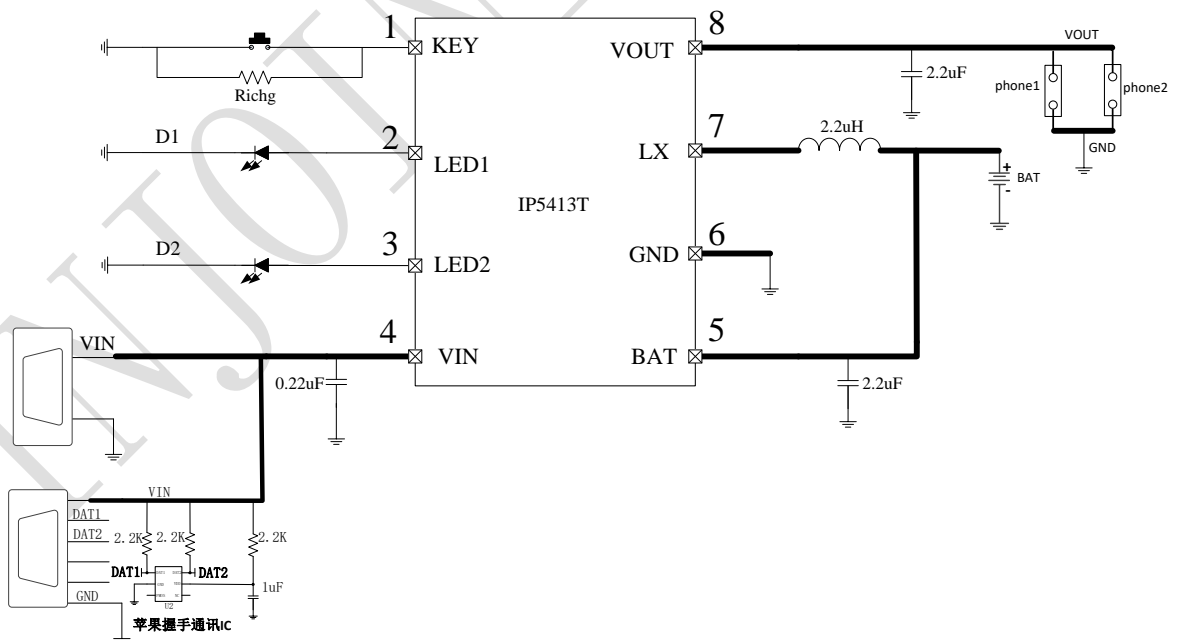 1
KEY
Richg
D1
2
LED1
D2
3
LED2
VIN
4
VIN
0.22uF
IP5413T
8
VOUT
VOUT
2.2uF
phone1
phone2
GND
7
LX
2.2uH
+
BAT
-
6
GND
5
BAT
2.2uF
VIN
DAT1
DAT2
2.2K
2.2K
2.2K
DAT1
DAT2
1uF
GND
U2
苹果握手通讯IC
INJOIN